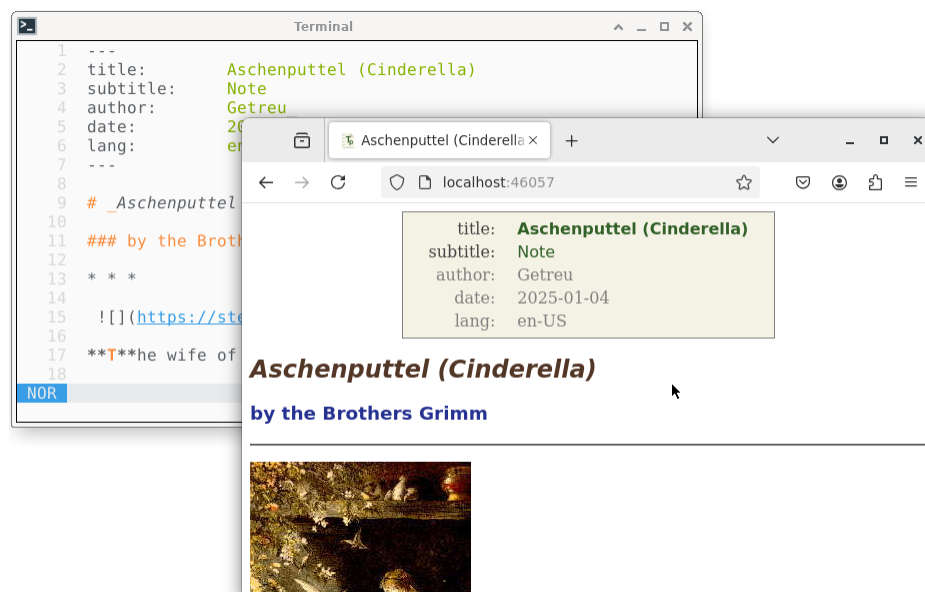 Terminal
1 ---
2 title: Aschenputtel (Cinderella)
3 subtitle: Note
4 author: Getreu
5 date: 20
6 lang: en
7 ---
8
9 # _Aschenputtel
10
11 ### by the Broth
12
13 * * *
14
15 ![](https://ste
16
17 **T**he wife of
18
NOR
Aschenputtel (Cinderella
localhost:46057
title: Aschenputtel (Cinderella)
subtitle: Note
author: Getreu
date: 2025-01-04
lang: en-US
Aschenputtel (Cinderella)
by the Brothers Grimm